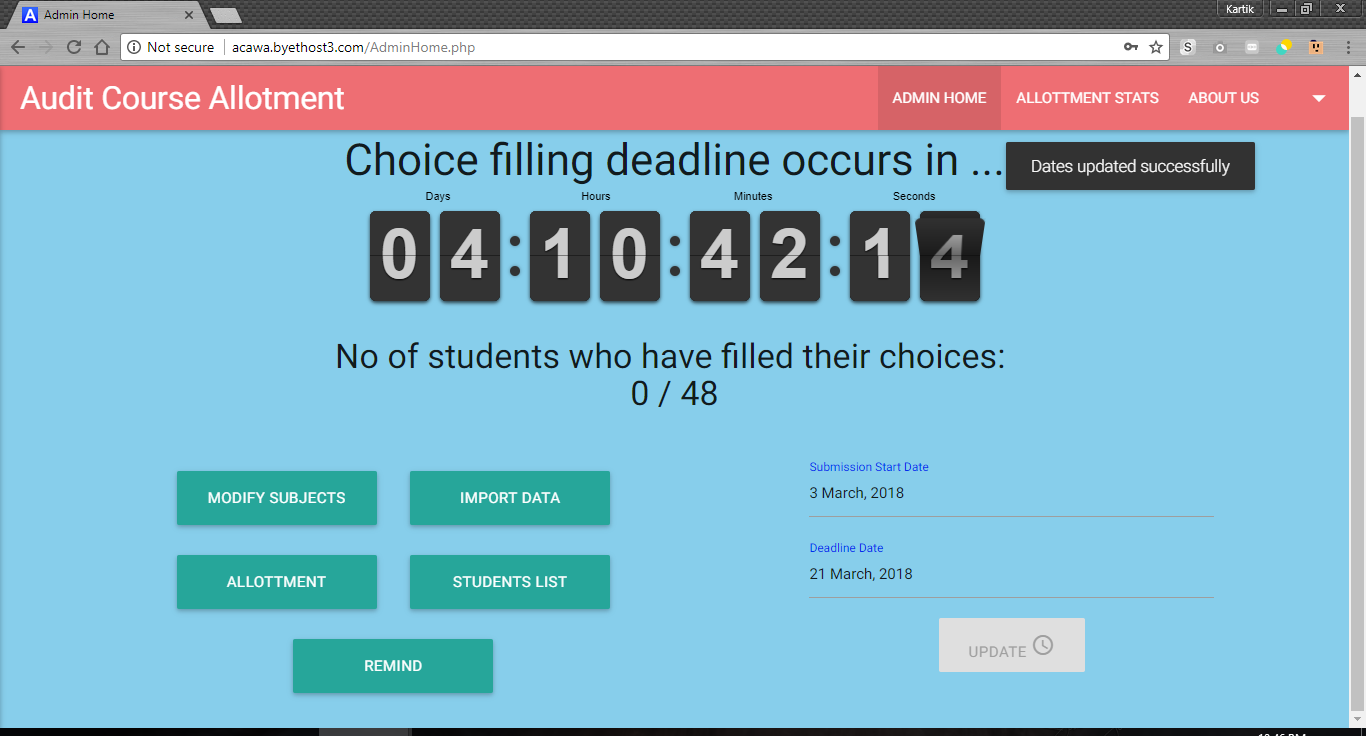 Admin Home
Kartik
Not secure
acawa.byethost3.com/AdminHome.php
S
Audit Course Allotment
ADMIN HOME
ALLOTTMENT STATS
ABOUT US
Choice filling deadline occurs in ...
Dates updated successfully
Days Hours Minutes Seconds
04:10:42:14
No of students who have filled their choices:
0 / 48
MODIFY SUBJECTS
IMPORT DATA
ALLOTTMENT
STUDENTS LIST
REMIND
Submission Start Date
3 March, 2018
Deadline Date
21 March, 2018
UPDATE